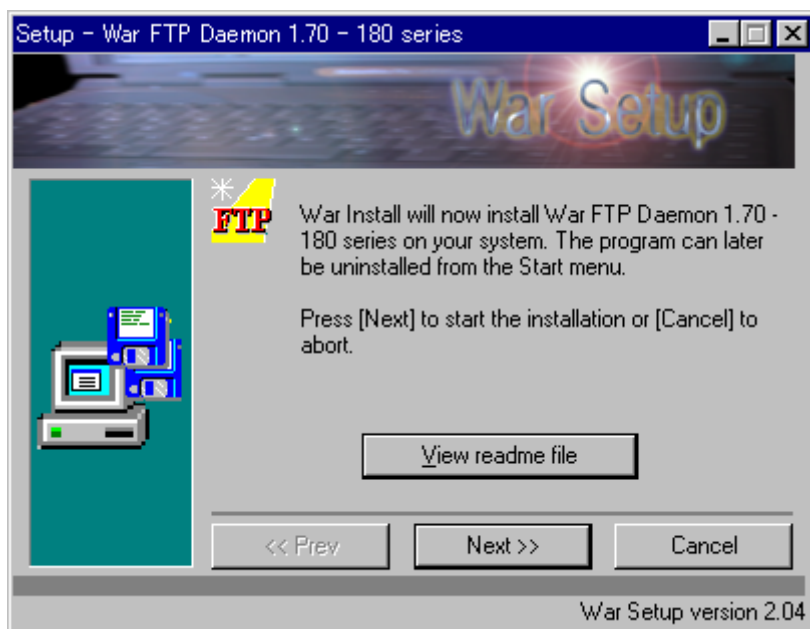 Setup - War FTP Daemon 1.70 - 180 series
War Setup
FTP
War Install will now install War FTP Daemon 1.70 -
180 series on your system. The program can later
be uninstalled from the Start menu.
Press [Next] to start the installation or [Cancel] to
abort.
View readme file
<< Prev
Next >>
Cancel
War Setup version 2.04